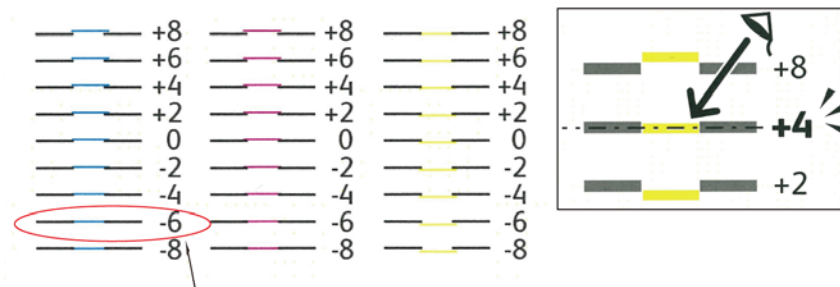 +8 +8 +8
+6 +6 +6
+4 +4 +4
+2 +2 +2
0 0 0
-2 -2 -2
-4 -4 -4
-6 -6 -6
-8 -8 -8
+8
+4
+2